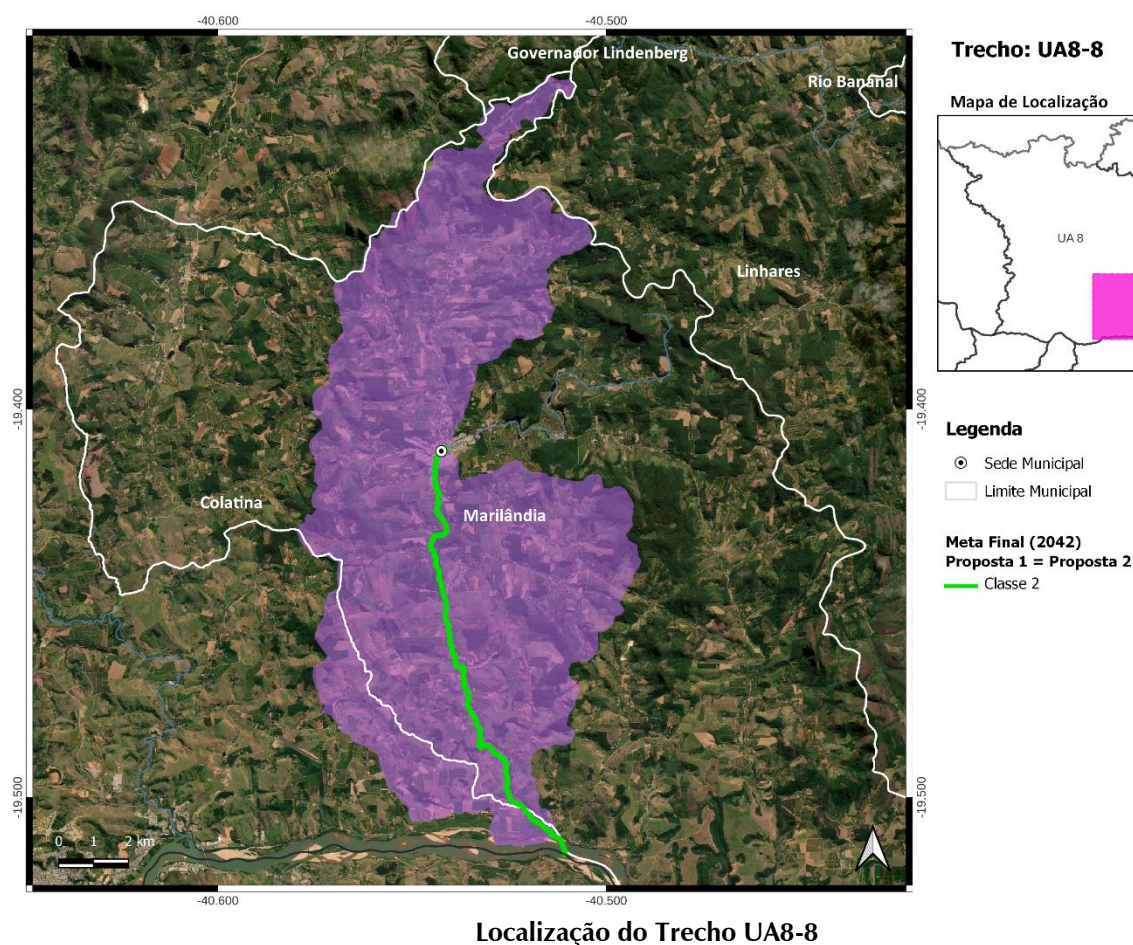 -40.600
-40.500
Governador Lindenberg
Rio Bananal
Linhares
-19.400
-19.400
Colatina
Marilândia
-19.500
-19.500
0 1 2 km
-40.600
-40.500
Trecho: UA8-8
Mapa de Localização
UA 8
Legenda
Sede Municipal
Limite Municipal
Meta Final (2042)
Proposta 1 = Proposta 2
Classe 2
Localização do Trecho UA8-8